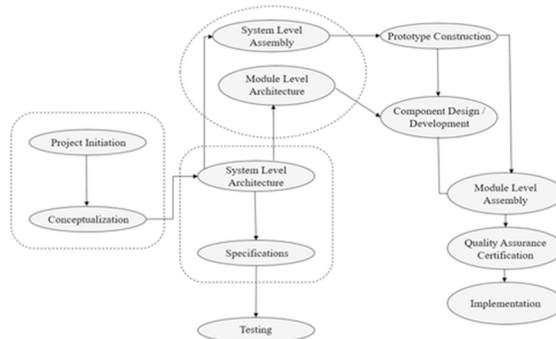 System Level
Assembly
Prototype Construction
Module Level
Architecture
Component Design /
Development
Project Initiation
System Level
Architecture
Module Level
Assembly
Conceptualization
Specifications
Quality Assurance
Certification
Implementation
Testing